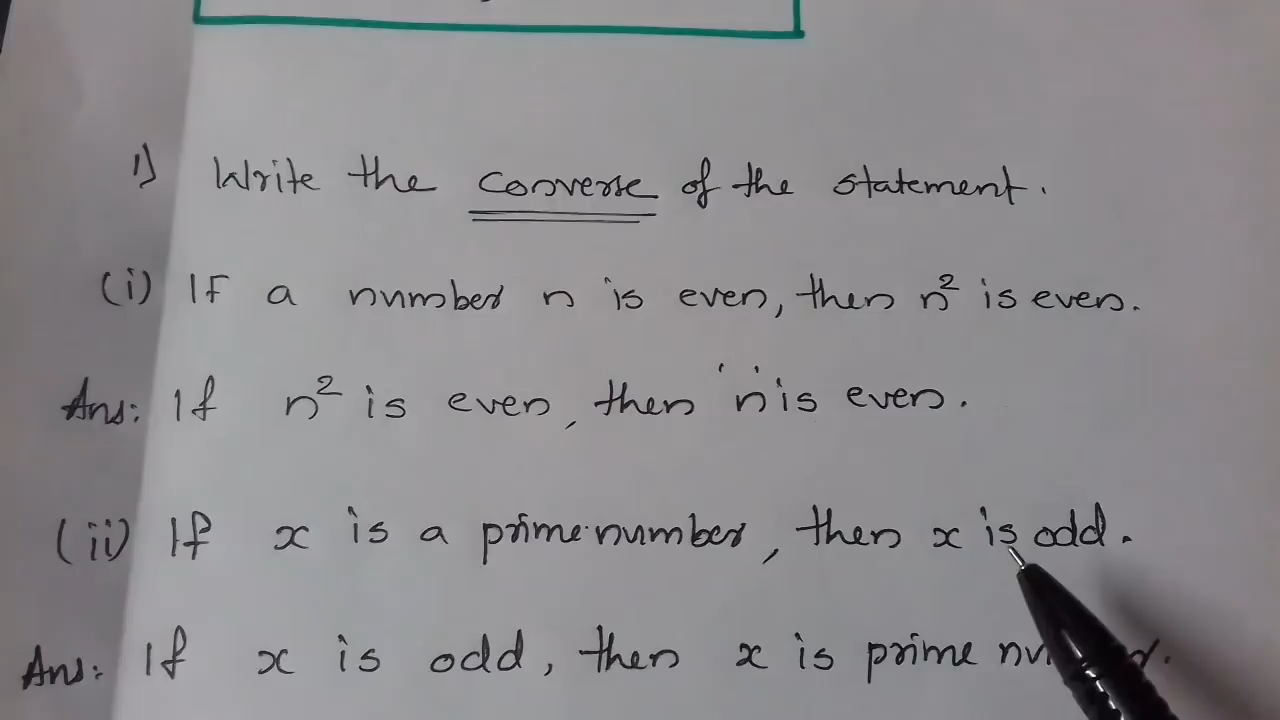 1) Write the converse of the statement.
(i) If a number n is even, then n² is even.
Ans: If n² is even, then 'n' is even.
(ii) If x is a prime number, then x is odd.
Ans: If x is odd, then x is prime